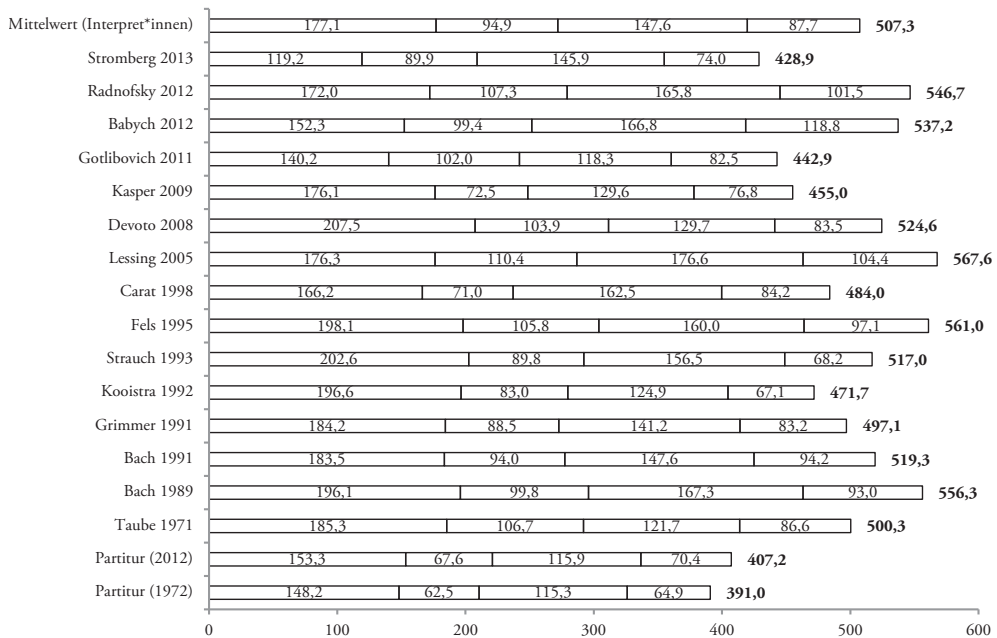 Mittelwert (Interpret*innen) 177,1 94,9 147,6 87,7 507,3
Stromberg 2013 119,2 89,9 145,9 74,0 428,9
Radnofsky 2012 172,0 107,3 165,8 101,5 546,7
Babych 2012 152,3 99,4 166,8 118,8 537,2
Gotlibovich 2011 140,2 102,0 118,3 82,5 442,9
Kasper 2009 176,1 72,5 129,6 76,8 455,0
Devoto 2008 207,5 103,9 129,7 83,5 524,6
Lessing 2005 176,3 110,4 176,6 104,4 567,6
Carat 1998 166,2 71,0 162,5 84,2 484,0
Fels 1995 198,1 105,8 160,0 97,1 561,0
Strauch 1993 202,6 89,8 156,5 68,2 517,0
Kooistra 1992 196,6 83,0 124,9 67,1 471,7
Grimmer 1991 184,2 88,5 141,2 83,2 497,1
Bach 1991 183,5 94,0 147,6 94,2 519,3
Bach 1989 196,1 99,8 167,3 93,0 556,3
Taube 1971 185,3 106,7 121,7 86,6 500,3
Partitur (2012) 153,3 67,6 115,9 70,4 407,2
Partitur (1972) 148,2 62,5 115,3 64,9 391,0
0 100 200 300 400 500 600